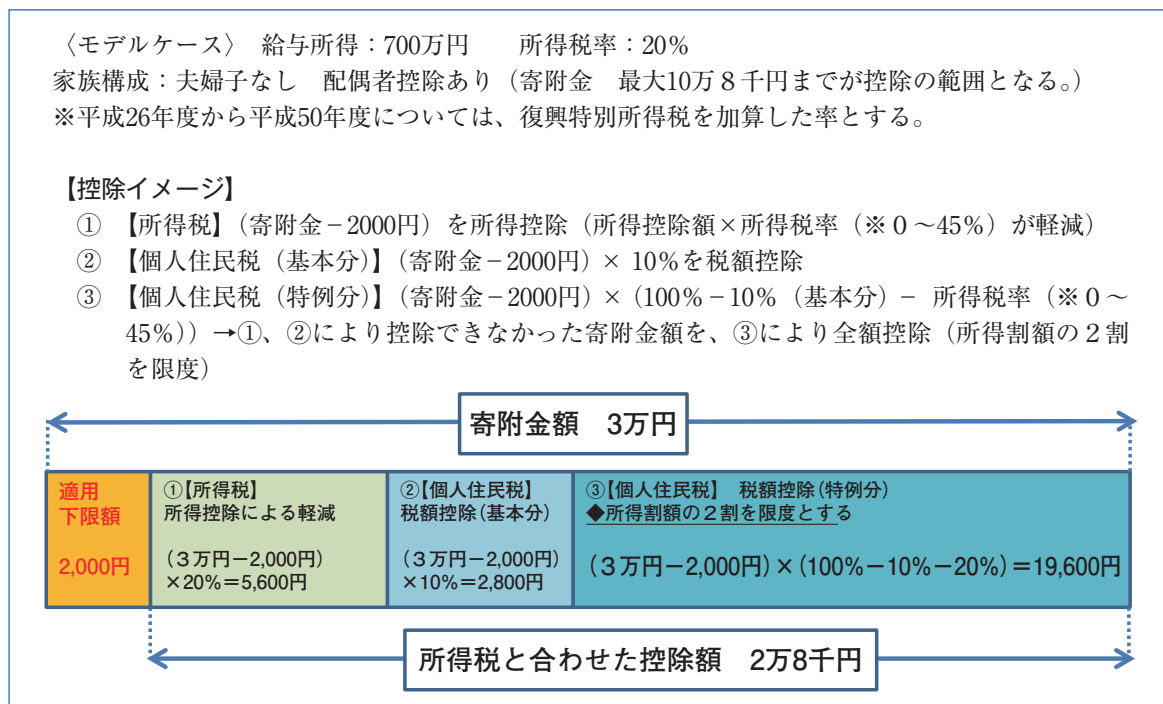 〈モデルケース〉 給与所得：700万円　　所得税率：20％
家族構成：夫婦子なし　配偶者控除あり（寄附金　最大10万８千円までが控除の範囲となる。）
※平成26年度から平成50年度については、復興特別所得税を加算した率とする。
【控除イメージ】
①　【所得税】（寄附金－2000円）を所得控除（所得控除額×所得税率（※０～45％）が軽減）
②　【個人住民税（基本分）】（寄附金－2000円）× 10％を税額控除
③　【個人住民税（特例分）】（寄附金－2000円）×（100％－10％（基本分）－ 所得税率（※０～
45％））→①、②により控除できなかった寄附金額を、③により全額控除（所得割額の２割
を限度）
寄附金額　3万円
適用
下限額
2,000円
①【所得税】
所得控除による軽減
（３万円－2,000円）
×20％＝5,600円
②【個人住民税】
税額控除（基本分）
（３万円－2,000円）
×10％＝2,800円
③【個人住民税】 税額控除（特例分）
◆所得割額の２割を限度とする
（３万円－2,000円）×（100％－10％－20％）＝19,600円
所得税と合わせた控除額　2万8千円